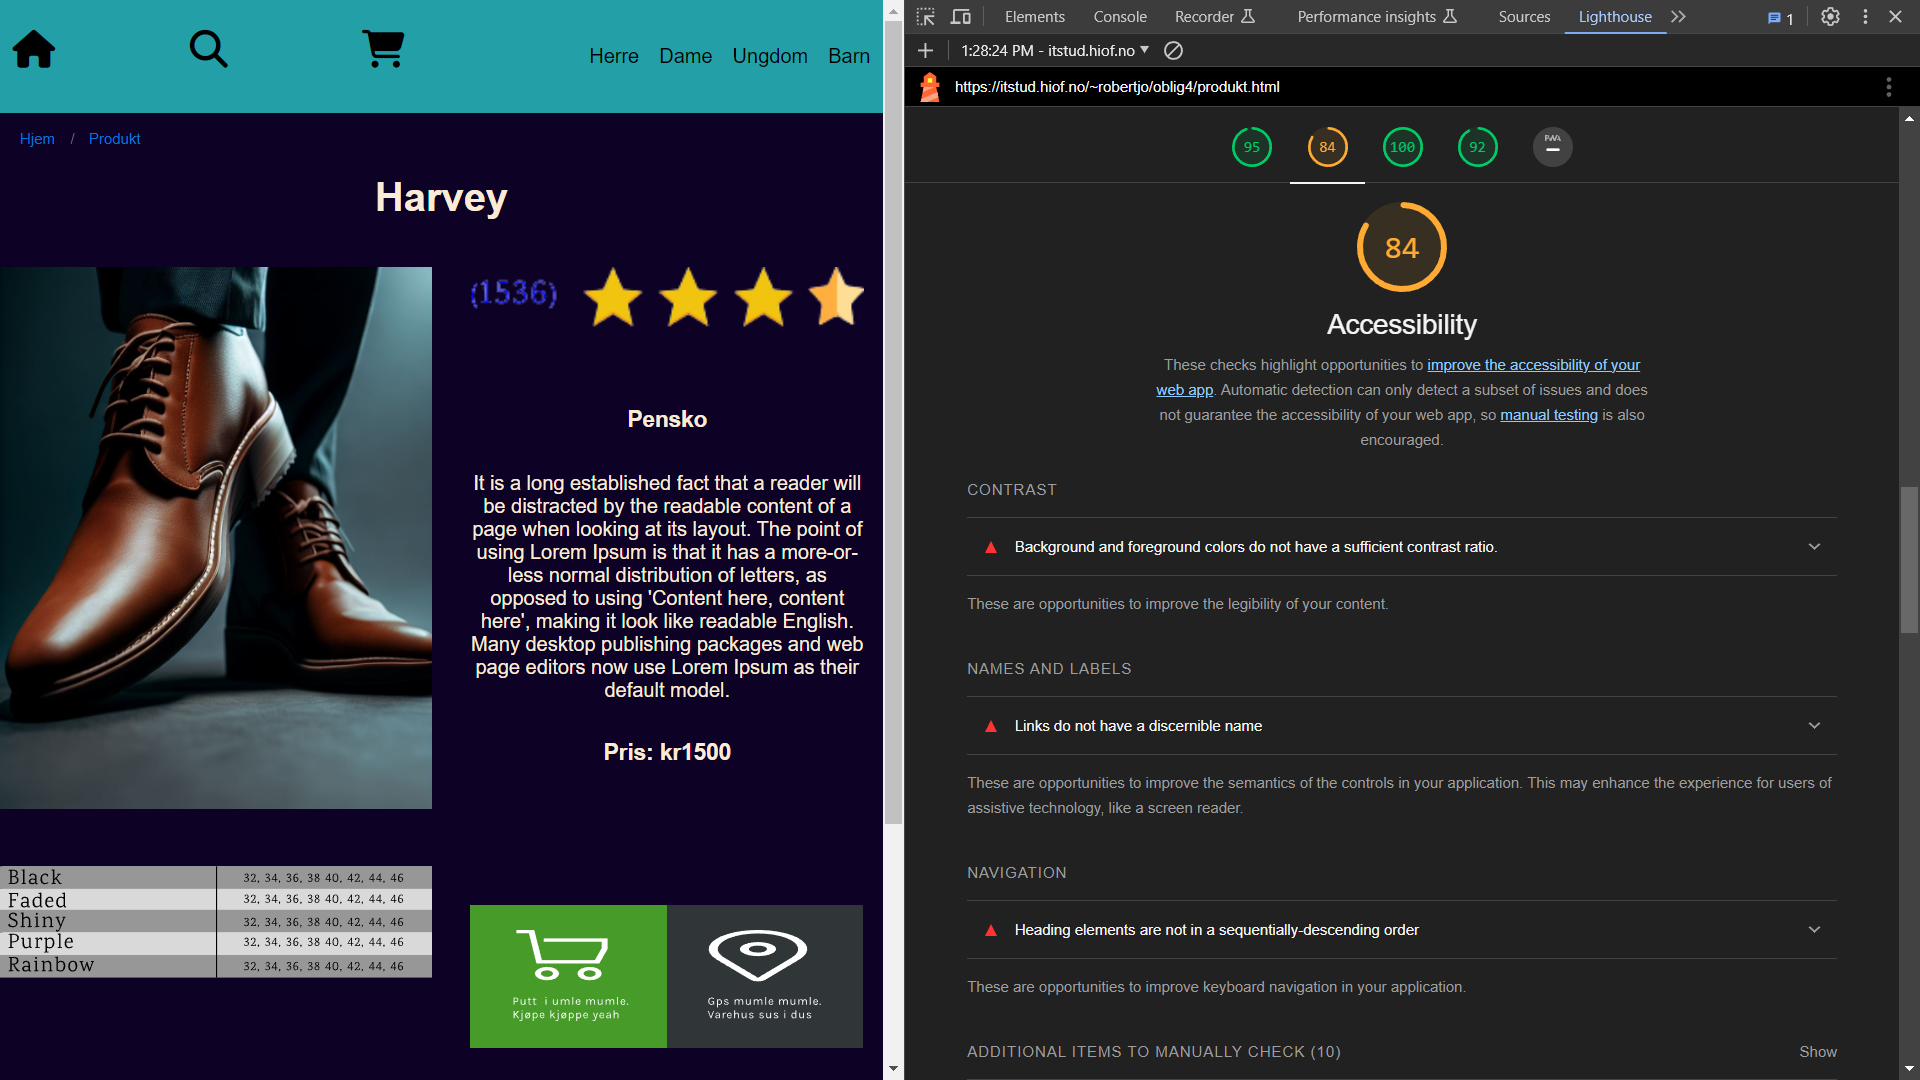 Herre Dame Ungdom Barn
Hjem / Produkt
Harvey
(1536)
Pensko
It is a long established fact that a reader will
be distracted by the readable content of a
page when looking at its layout. The point of
using Lorem Ipsum is that it has a more-or-
less normal distribution of letters, as
opposed to using 'Content here, content
here', making it look like readable English.
Many desktop publishing packages and web
page editors now use Lorem Ipsum as their
default model.
Pris: kr1500
Black 32, 34, 36, 38 40, 42, 44, 46
Faded 32, 34, 36, 38 40, 42, 44, 46
Shiny 32, 34, 36, 38 40, 42, 44, 46
Purple 32, 34, 36, 38 40, 42, 44, 46
Rainbow 32, 34, 36, 38 40, 42, 44, 46
Putt i umle mumle.
Kjøpe kjøppe yeah
Gps mumle mumle.
Varehus sus i dus
Elements Console Recorder Performance insights Sources Lighthouse 1
1:28:24 PM - itstud.hiof.no
https://itstud.hiof.no/~robertjo/oblig4/produkt.html
95 84 100 92 PWA
84
Accessibility
These checks highlight opportunities to improve the accessibility of your
web app. Automatic detection can only detect a subset of issues and does
not guarantee the accessibility of your web app, so manual testing is also
encouraged.
CONTRAST
Background and foreground colors do not have a sufficient contrast ratio.
These are opportunities to improve the legibility of your content.
NAMES AND LABELS
Links do not have a discernible name
These are opportunities to improve the semantics of the controls in your application. This may enhance the experience for users of
assistive technology, like a screen reader.
NAVIGATION
Heading elements are not in a sequentially-descending order
These are opportunities to improve keyboard navigation in your application.
ADDITIONAL ITEMS TO MANUALLY CHECK (10) Show